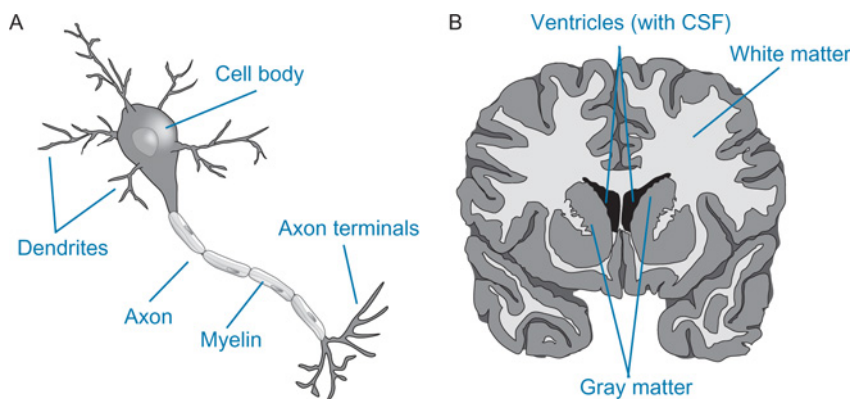 A
Cell body
Dendrites
Axon
Myelin
Axon terminals
B
Ventricles (with CSF)
White matter
Gray matter